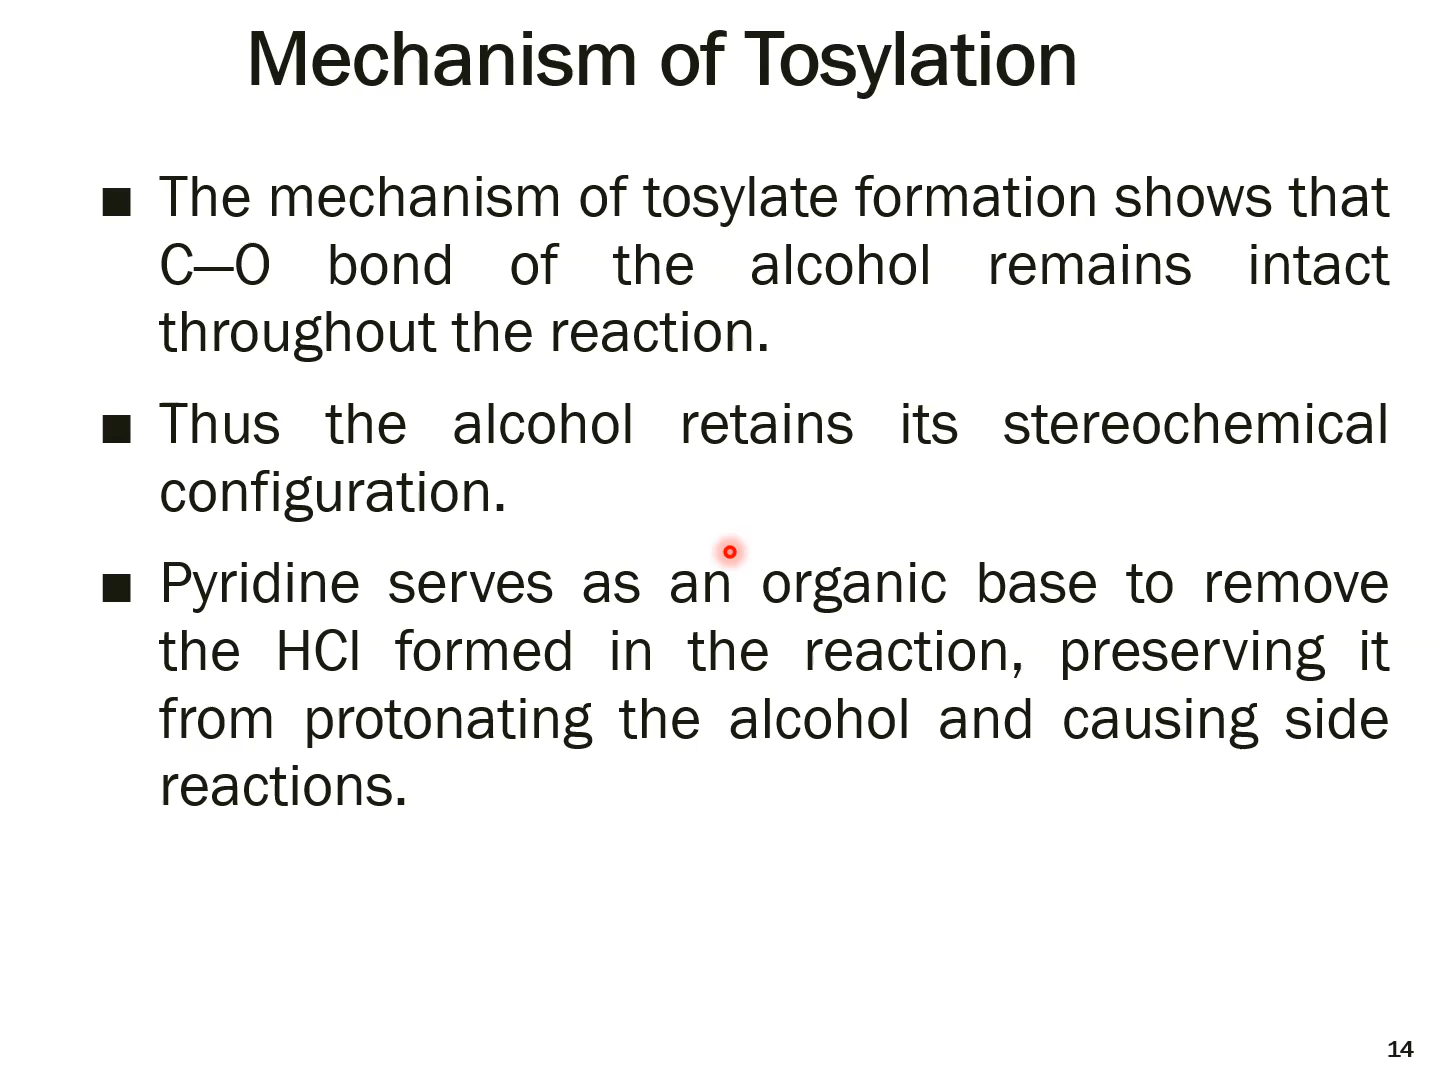 Mechanism of Tosylation
■ The mechanism of tosylate formation shows that
C—O bond of the alcohol remains intact
throughout the reaction.
■ Thus the alcohol retains its stereochemical
configuration.
■ Pyridine serves as an organic base to remove
the HCl formed in the reaction, preserving it
from protonating the alcohol and causing side
reactions.
14